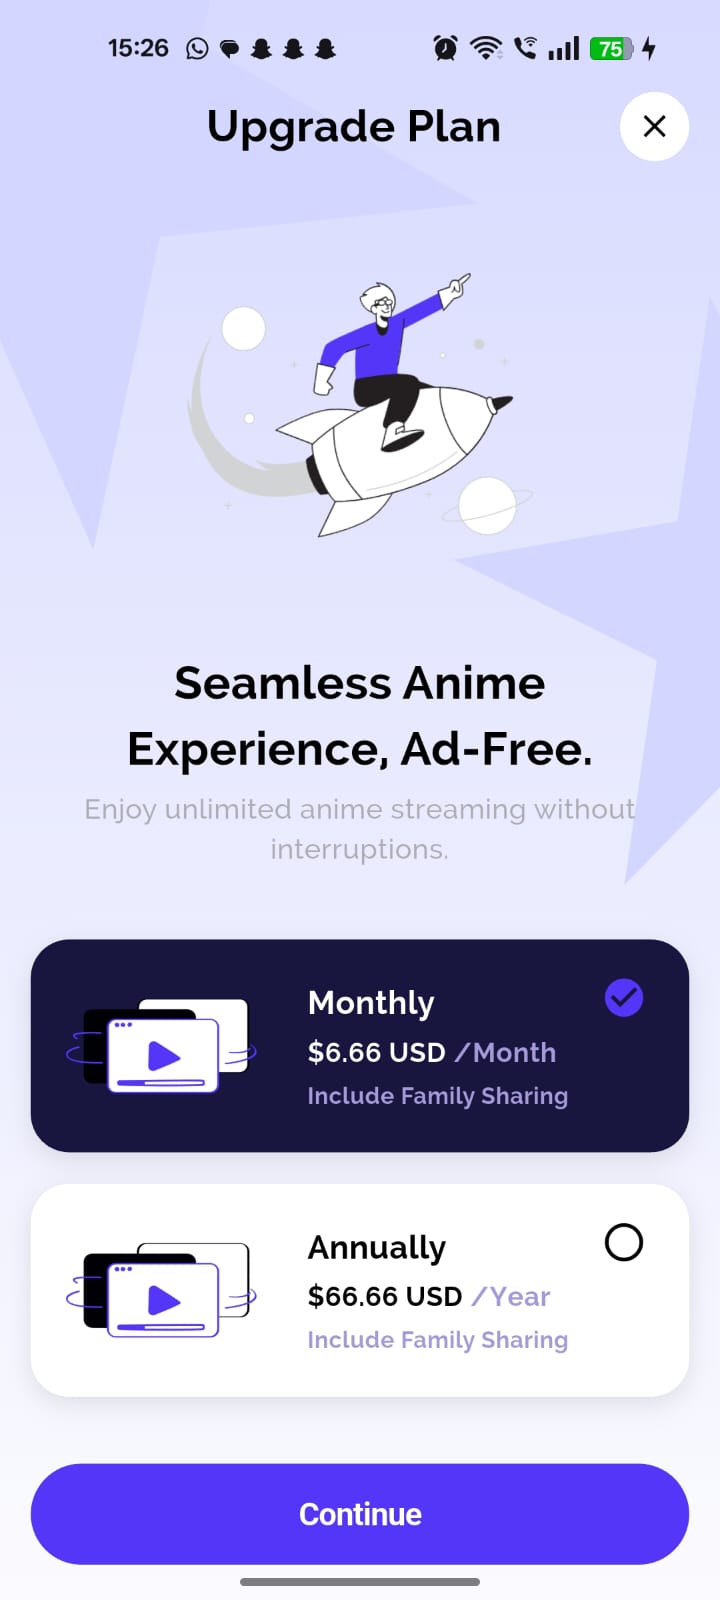 15:26
75
Upgrade Plan
Seamless Anime
Experience, Ad-Free.
Enjoy unlimited anime streaming without
interruptions.
Monthly
$6.66 USD /Month
Include Family Sharing
Annually
$66.66 USD /Year
Include Family Sharing
Continue